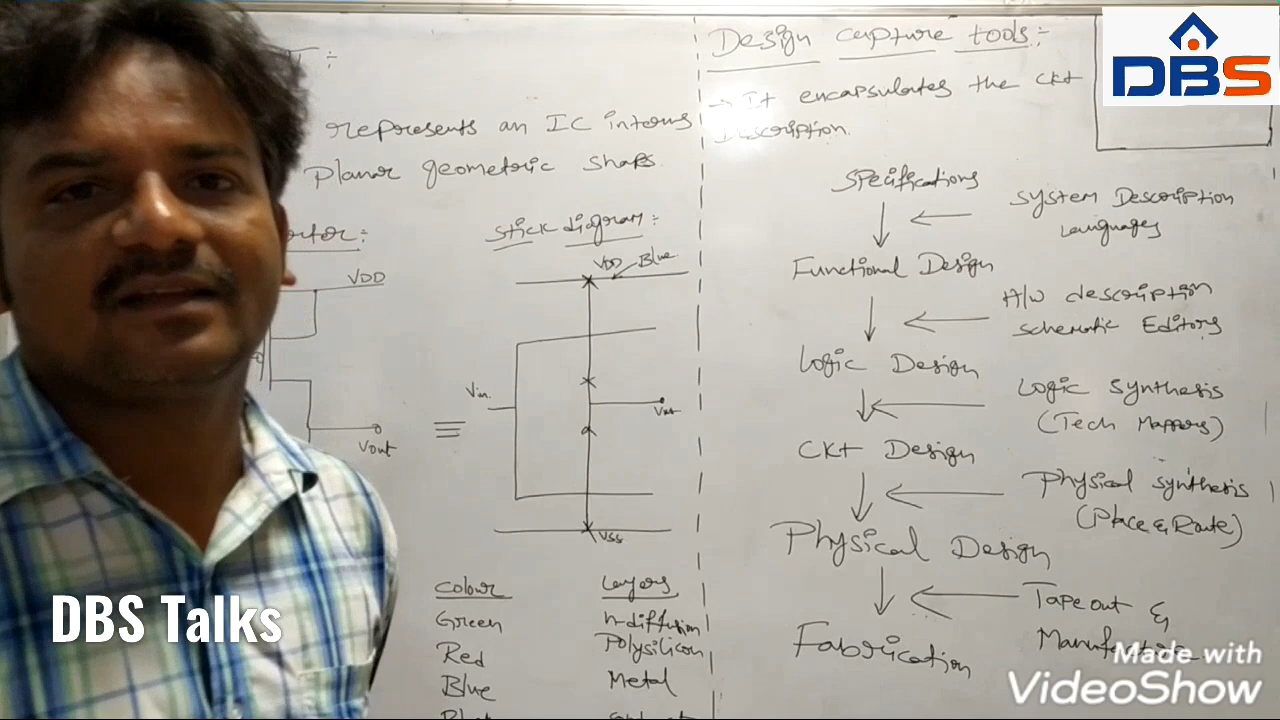 represents an IC interms
Planar geometric shaps
VDD
Vout
Stick diagram:-
VDD
Blue
Vin
Vout
VSS
Colour
Layers
Green
n-diffusion
Red
Polysilicon
Blue
Metal
Design capture tools:-
→ It encapsulates the ckt
Description.
Specifications
System Description
Languages
Functional Design
H/w description
schematic Editors
Logic Design
Logic synthesis
(Tech Mappers)
Ckt Design
Physical synthesis
(Place & Route)
Physical Design
Tapeout &
Fabrication
DBS
DBS Talks
Made with
VideoShow